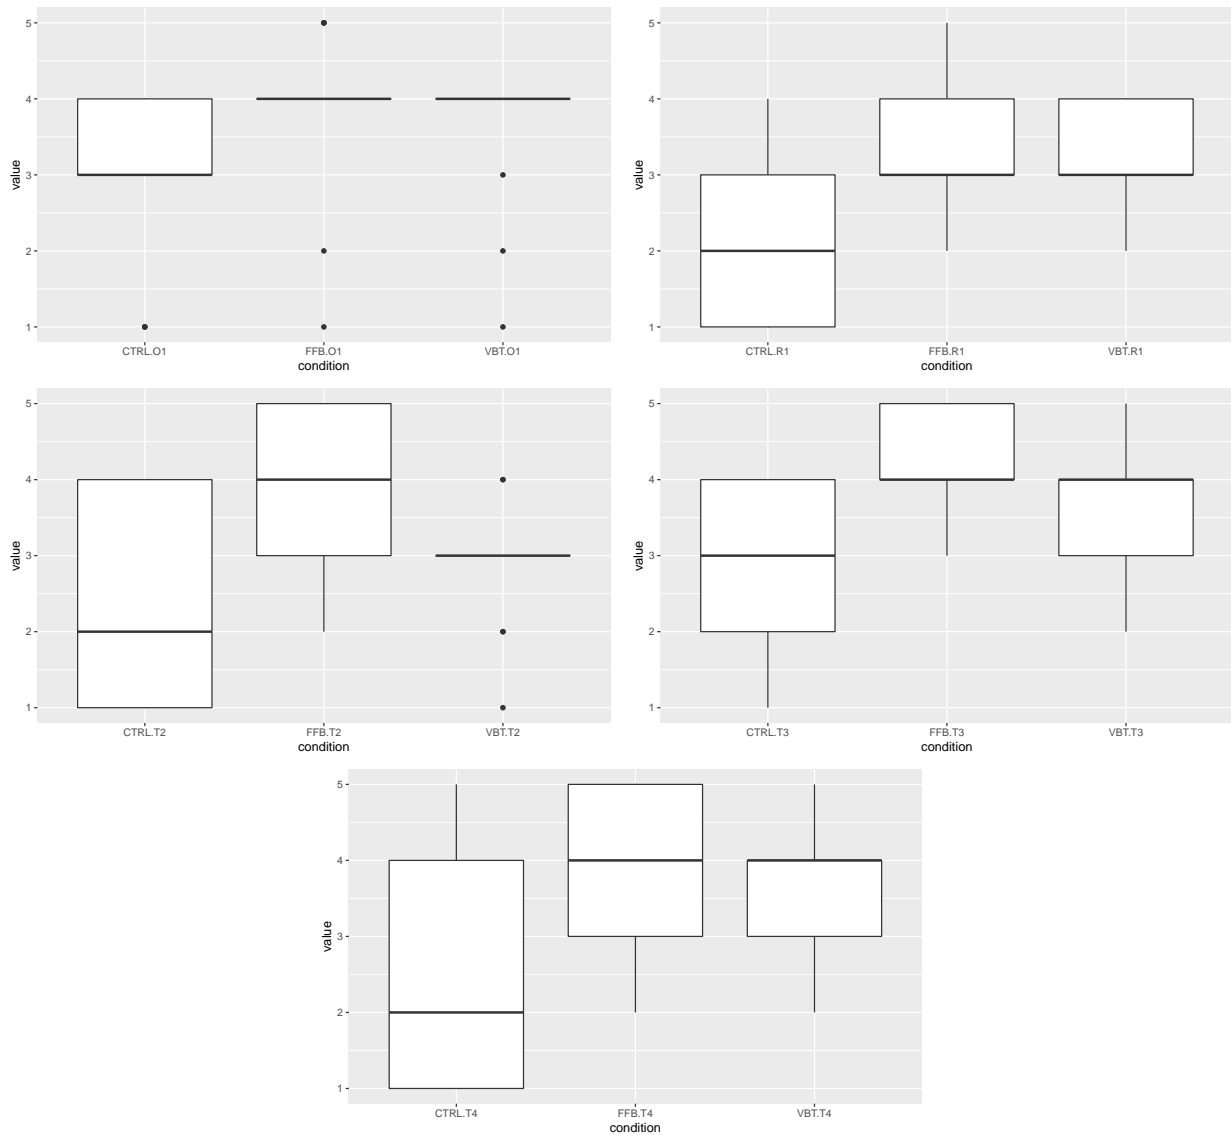 5
4
3
2
1
value
CTRL.O1 FFB.O1 VBT.O1
condition
5
4
3
2
1
value
CTRL.R1 FFB.R1 VBT.R1
condition
5
4
3
2
1
value
CTRL.T2 FFB.T2 VBT.T2
condition
5
4
3
2
1
value
CTRL.T3 FFB.T3 VBT.T3
condition
5
4
3
2
1
value
CTRL.T4 FFB.T4 VBT.T4
condition